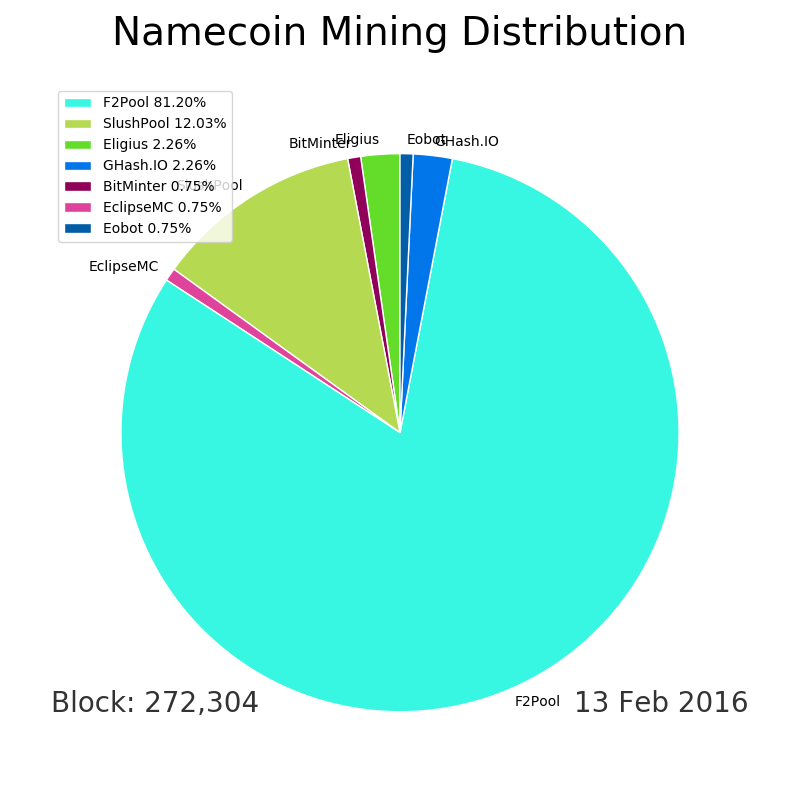 Namecoin Mining Distribution
F2Pool 81.20%
SlushPool 12.03%
Eligius 2.26%
GHash.IO 2.26%
BitMinter 0.75%
EclipseMC 0.75%
Eobot 0.75%
BitMinter
Eligius
Eobot
GHash.IO
SlushPool
EclipseMC
F2Pool
Block: 272,304
13 Feb 2016